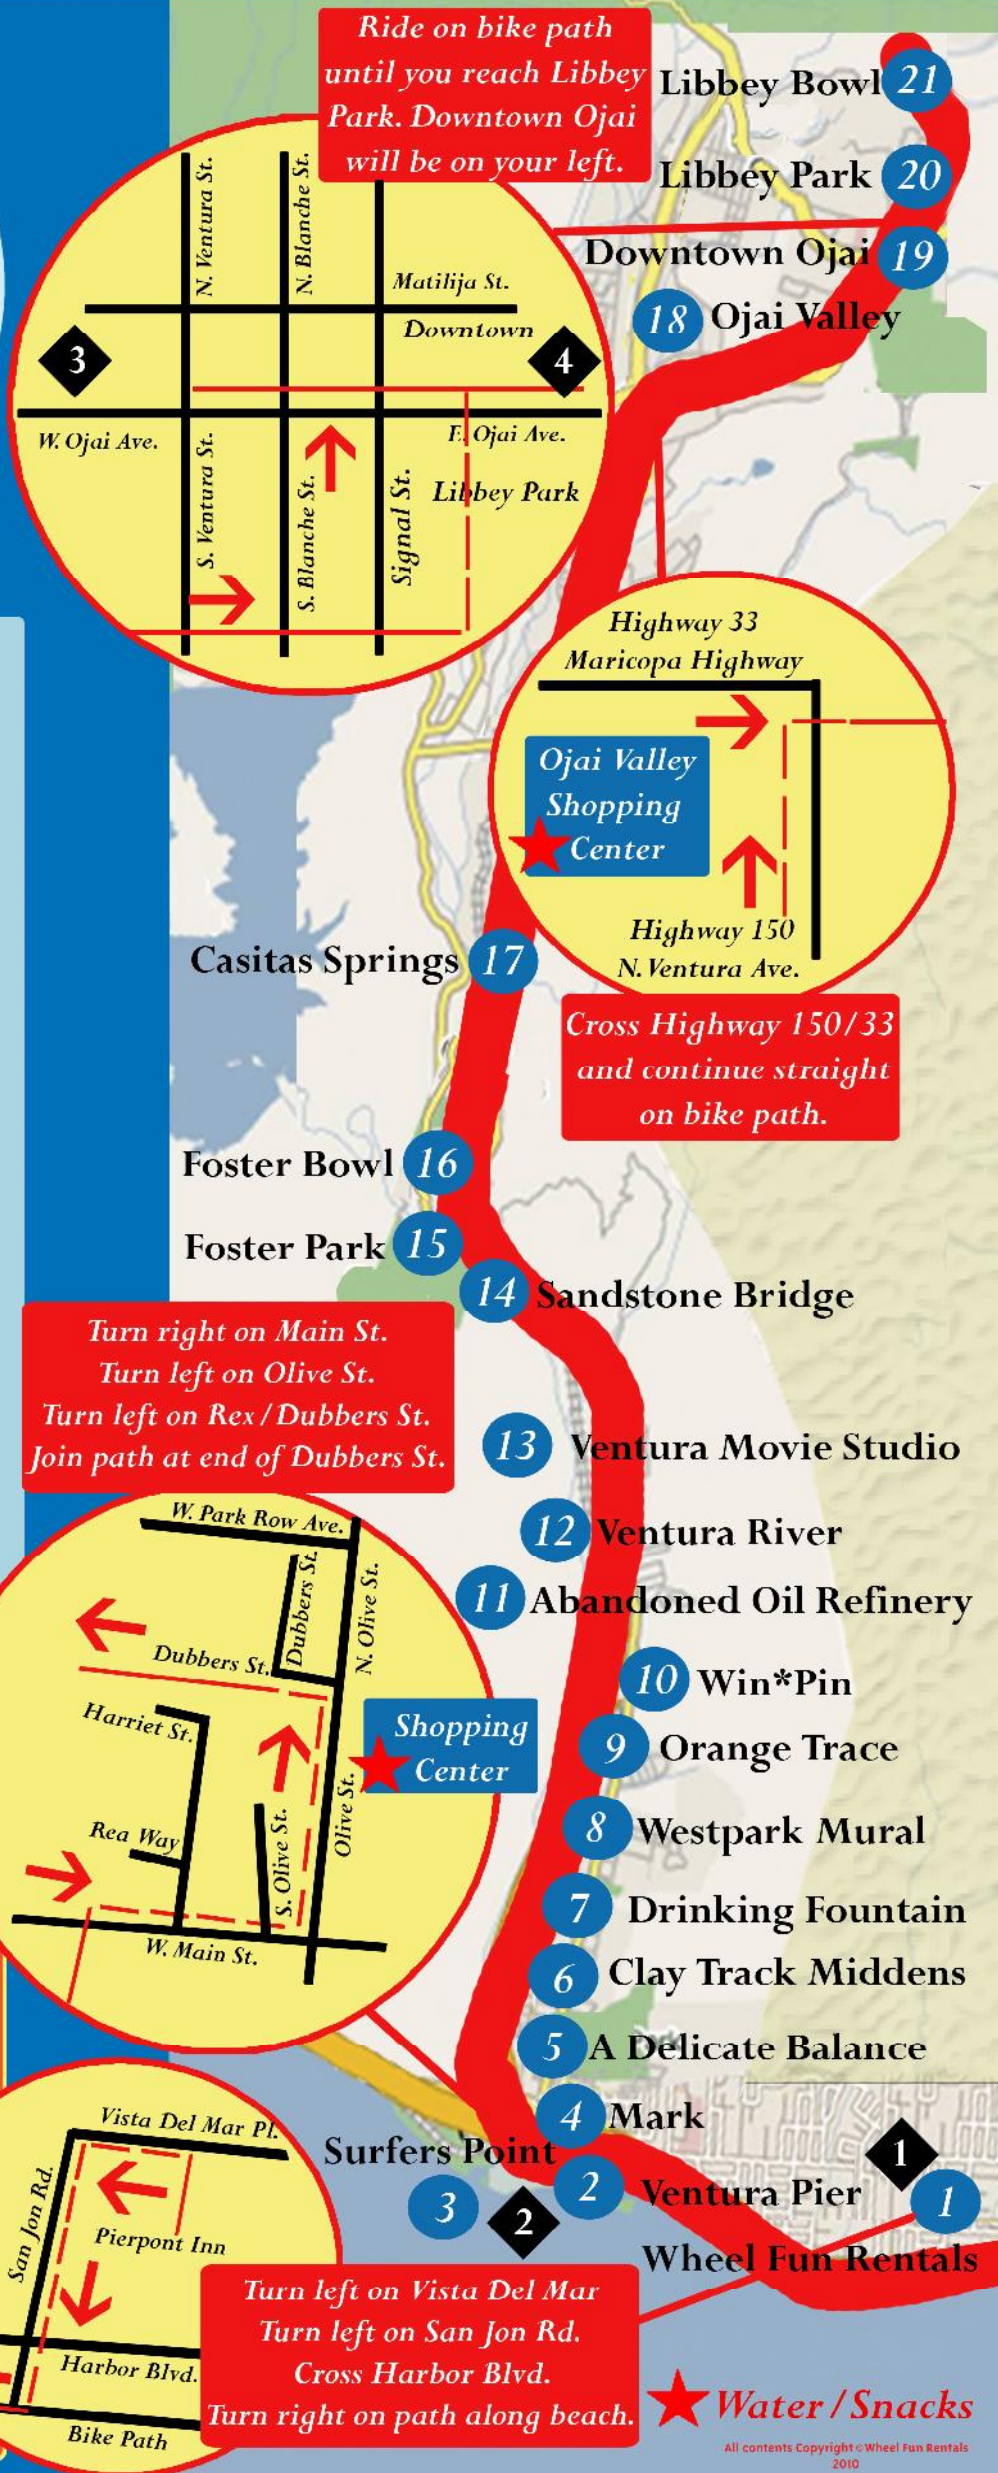 Ride on bike path
until you reach Libbey
Park. Downtown Ojai
will be on your left.
Libbey Bowl 21
Libbey Park 20
Downtown Ojai 19
18 Ojai Valley
N. Ventura St.
N. Blanche St.
Matilija St.
Downtown
3
4
W. Ojai Ave.
E. Ojai Ave.
S. Ventura St.
S. Blanche St.
Signal St.
Libbey Park
Highway 33
Maricopa Highway
Ojai Valley
Shopping
Center
Highway 150
N. Ventura Ave.
Casitas Springs 17
Cross Highway 150/33
and continue straight
on bike path.
Foster Bowl 16
Foster Park 15
14 Sandstone Bridge
Turn right on Main St.
Turn left on Olive St.
Turn left on Rex/Dubbers St.
Join path at end of Dubbers St.
13 Ventura Movie Studio
12 Ventura River
11 Abandoned Oil Refinery
10 Win*Pin
9 Orange Trace
8 Westpark Mural
7 Drinking Fountain
6 Clay Track Middens
5 A Delicate Balance
4 Mark
W. Park Row Ave.
Dubbers St.
N. Olive St.
Dubbers St.
Harriet St.
Shopping
Center
Rea Way
S. Olive St.
Olive St.
W. Main St.
Surfers Point
3
2
2 Ventura Pier
1
1
Wheel Fun Rentals
Vista Del Mar Pl.
San Jon Rd.
Pierpont Inn
Harbor Blvd.
Bike Path
Turn left on Vista Del Mar
Turn left on San Jon Rd.
Cross Harbor Blvd.
Turn right on path along beach.
Water/Snacks
All contents Copyright © Wheel Fun Rentals
2010